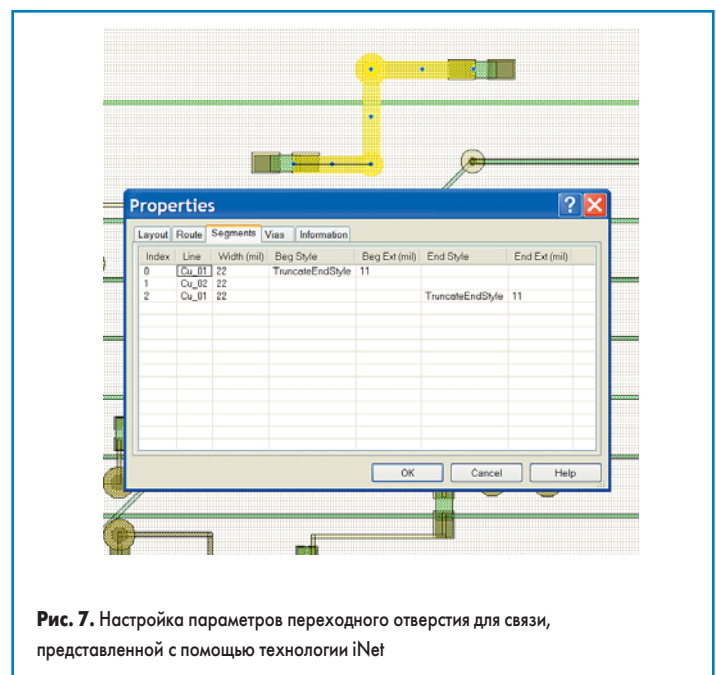 Properties
Layout Route Segments Vias Information
Index Line Width (mil) Beg Style Beg Ext (mil) End Style End Ext (mil)
0 Cu_01 22 TruncateEndStyle 11
1 Cu_02 22
2 Cu_01 22 TruncateEndStyle 11
OK Cancel Help
Рис. 7. Настройка параметров переходного отверстия для связи,
представленной с помощью технологии iNet